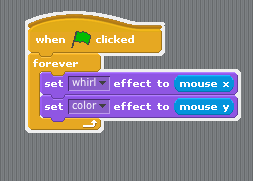 when clicked
forever
set whirl effect to mouse x
set color effect to mouse y